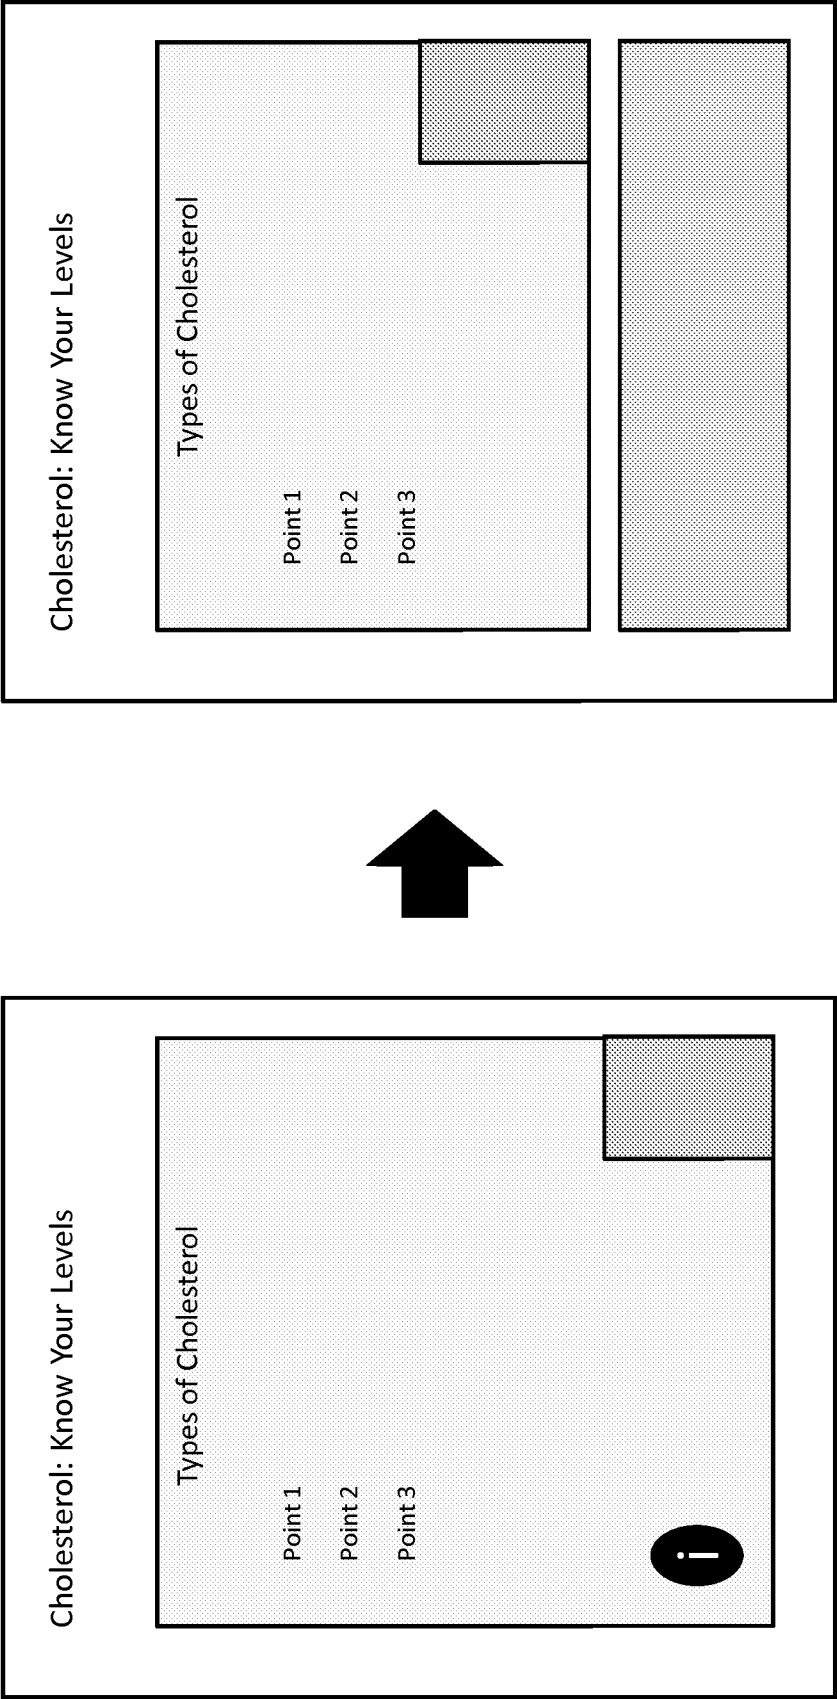 Cholesterol: Know Your Levels
Types of Cholesterol
Point 1
Point 2
Point 3
i
Cholesterol: Know Your Levels
Types of Cholesterol
Point 1
Point 2
Point 3